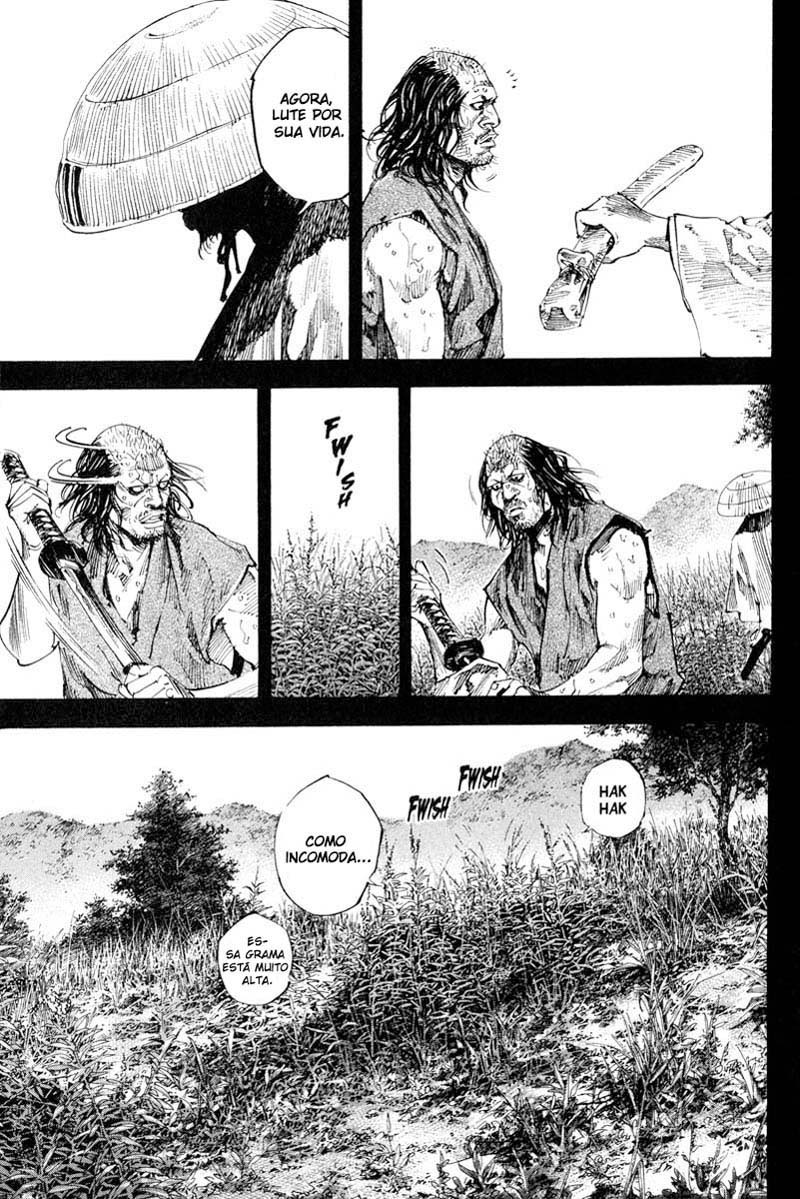 AGORA,
LUTE POR
SUA VIDA.
FWISH
FWISH
FWISH
HAK
HAK
COMO
INCOMODA...
ES-
SA GRAMA
ESTÁ MUITO
ALTA.